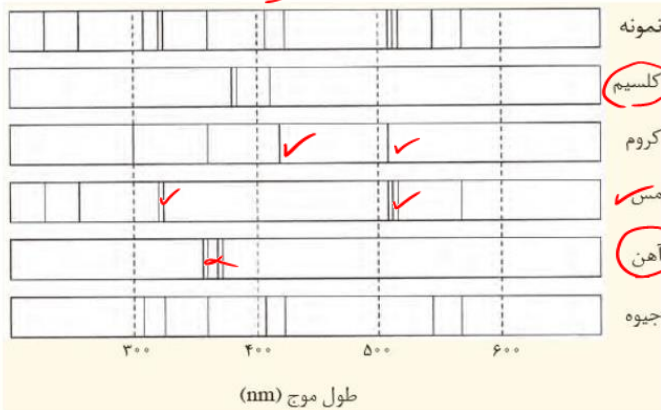 نمونه
کلسیم
کروم
مس
آهن
جیوه
۳۰۰ ۴۰۰ ۵۰۰ ۶۰۰
طول موج (nm)